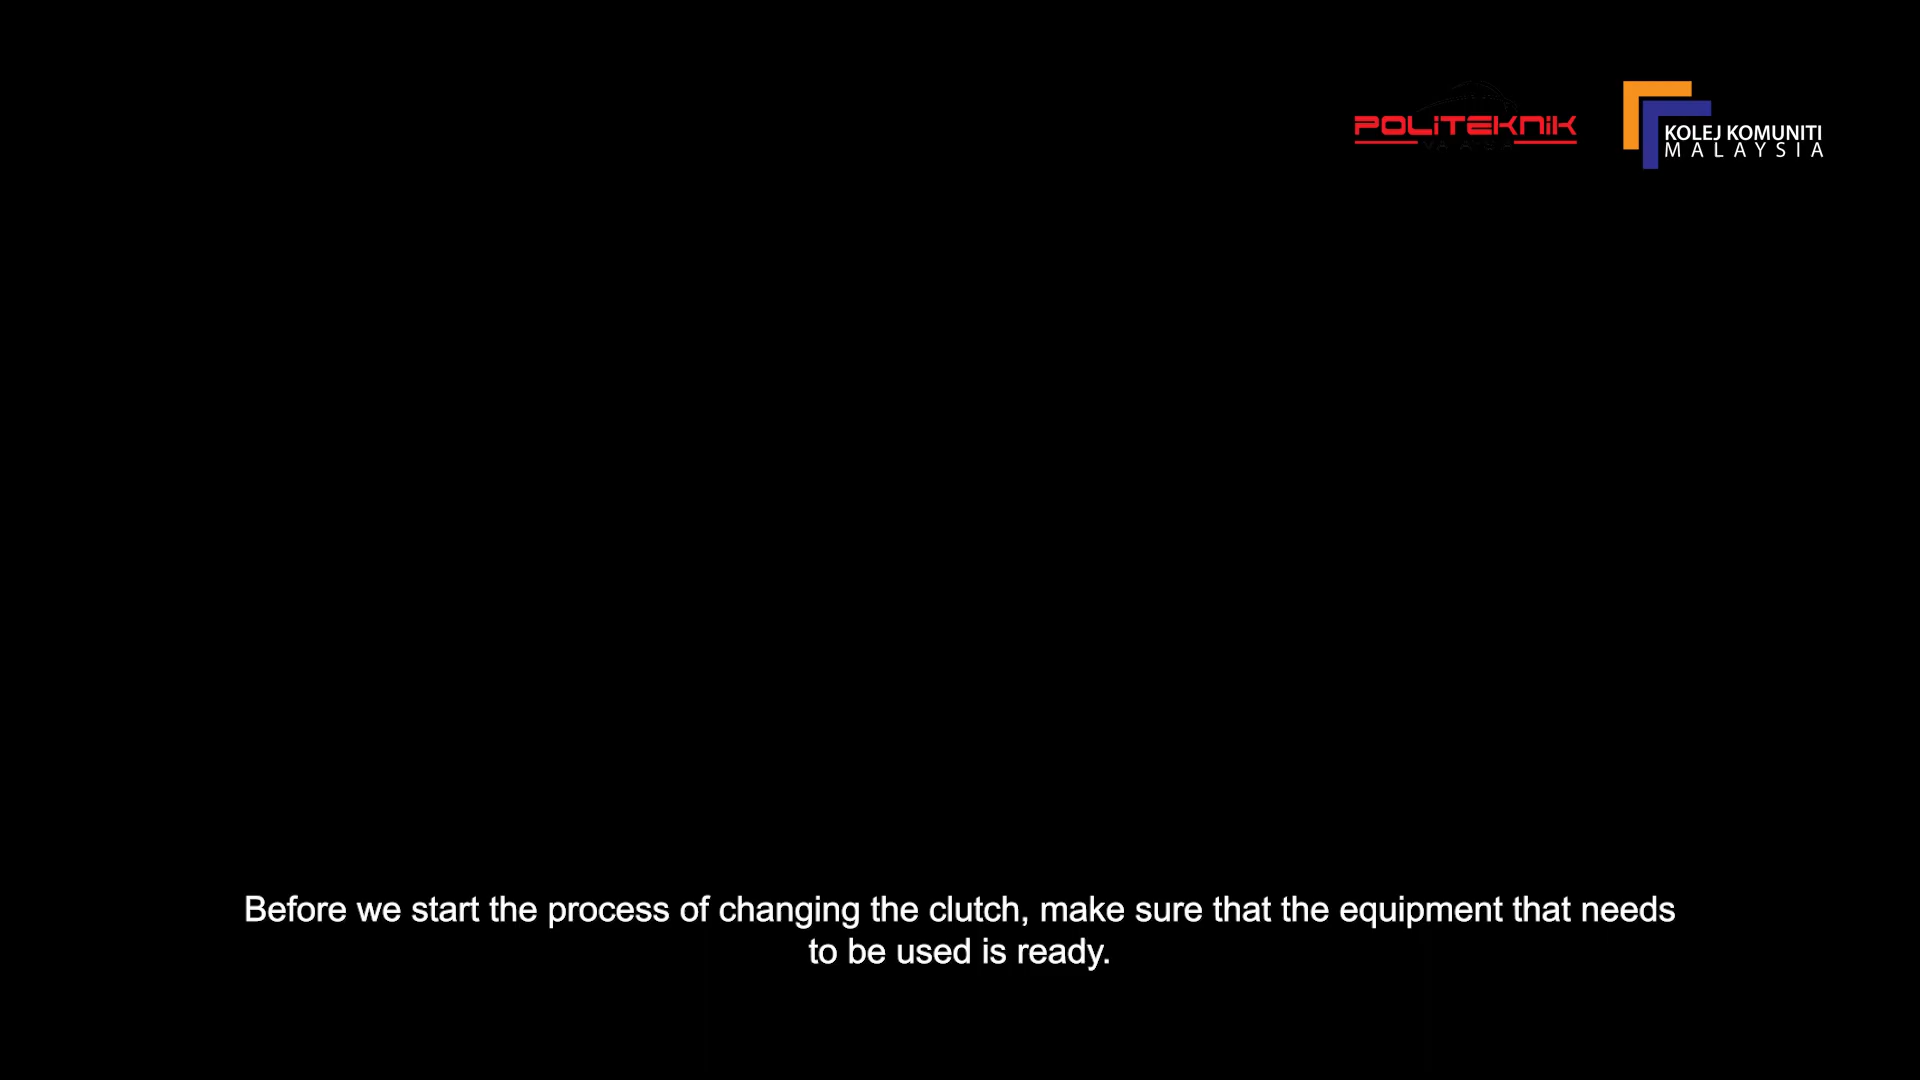 POLITEKNIK
KOLEJ KOMUNITI
MALAYSIA
Before we start the process of changing the clutch, make sure that the equipment that needs
to be used is ready.